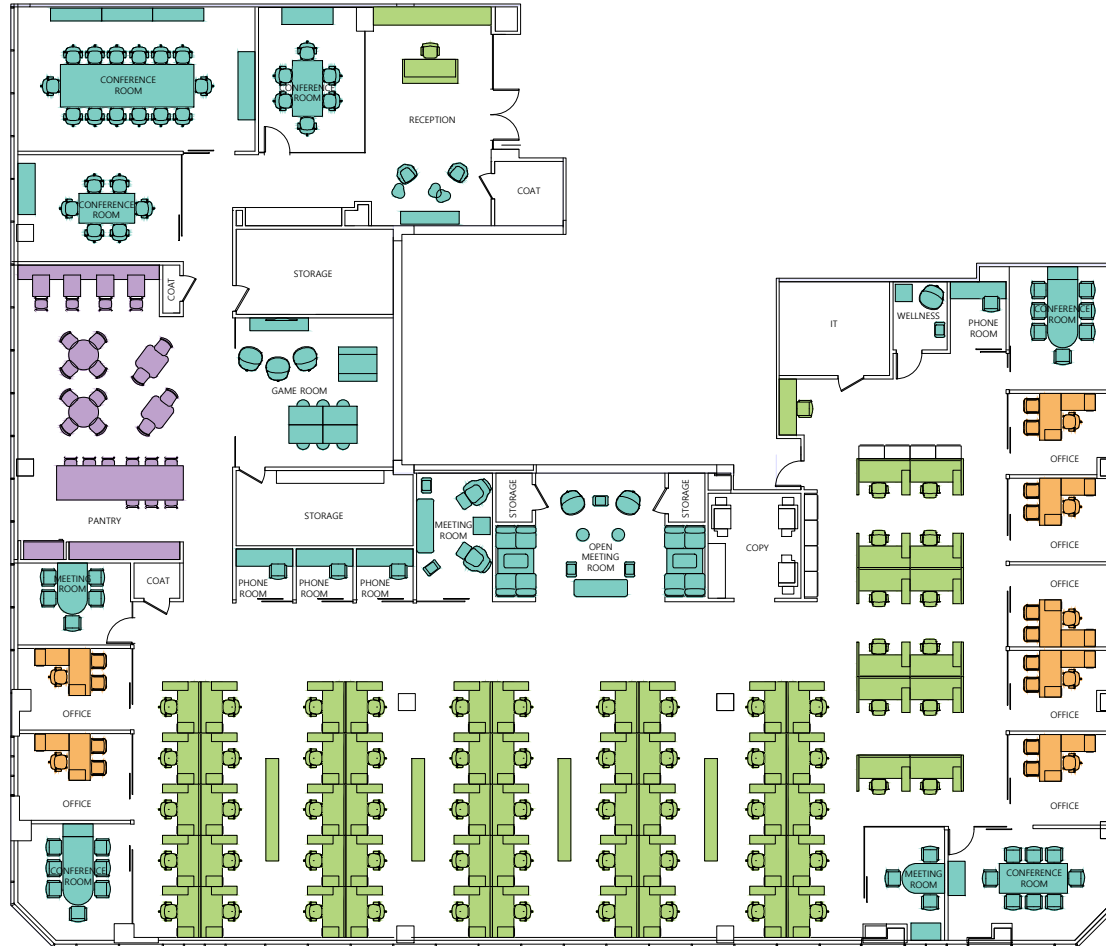 CONFERENCE
ROOM
CONFERENCE
ROOM
RECEPTION
COAT
CONFERENCE
ROOM
STORAGE
COAT
GAME ROOM
PANTRY
STORAGE
IT
WELLNESS
PHONE
ROOM
CONFERENCE
ROOM
OFFICE
OFFICE
OFFICE
OFFICE
OFFICE
STORAGE
STORAGE
MEETING
ROOM
OPEN
MEETING
ROOM
COPY
PHONE
ROOM
PHONE
ROOM
PHONE
ROOM
MEETING
ROOM
COAT
OFFICE
OFFICE
CONFERENCE
ROOM
MEETING
ROOM
CONFERENCE
ROOM